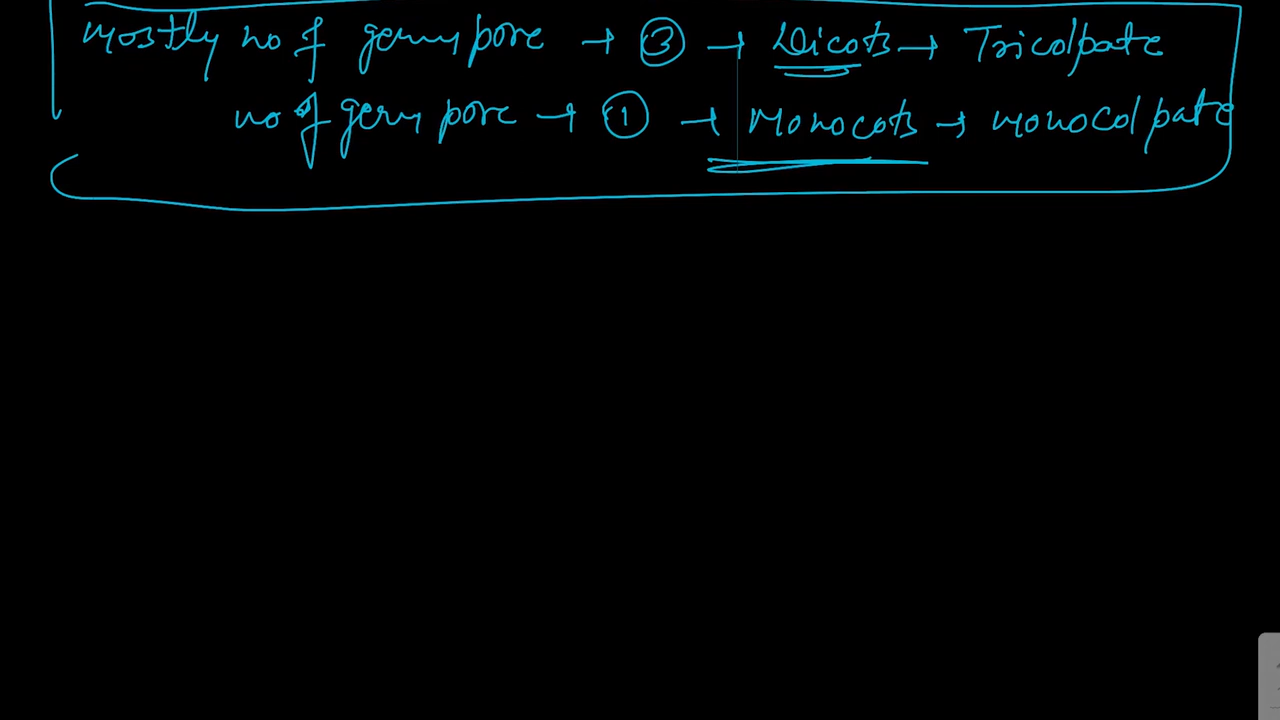 mostly no of germ pore → ③ → Dicots → Tricolpate
no of germ pore → ① → Monocots → monocolpate